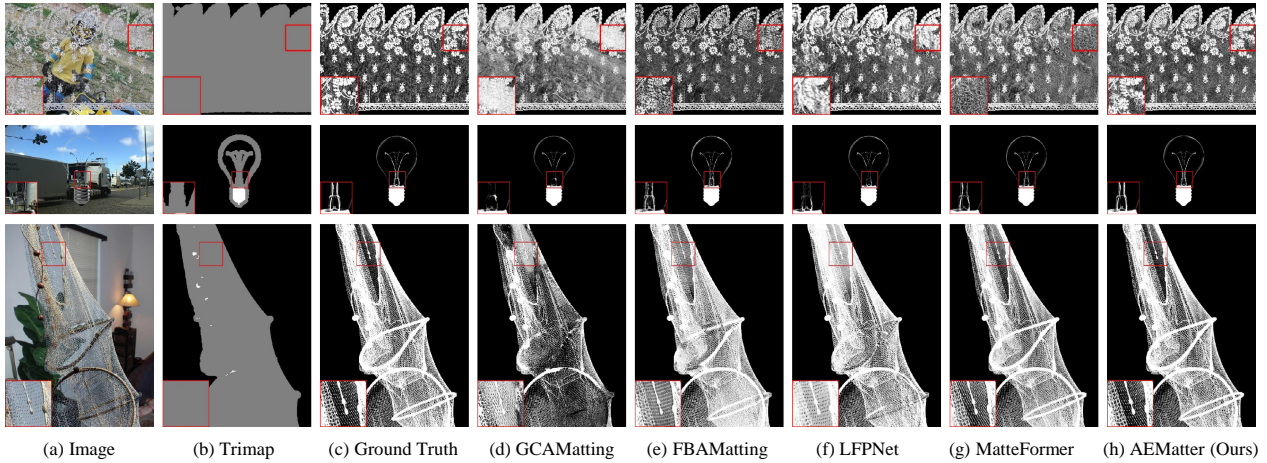 (a) Image
(b) Trimap
(c) Ground Truth
(d) GCAMatting
(e) FBAMatting
(f) LFPNet
(g) MatteFormer
(h) AEMatter (Ours)